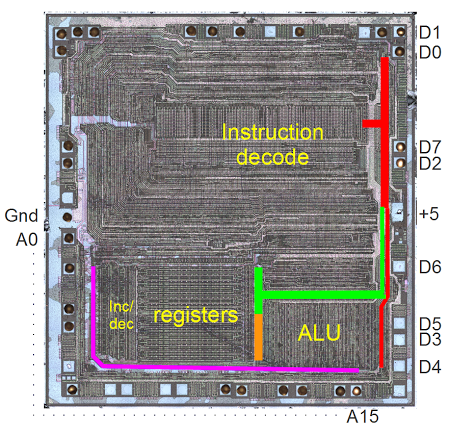 D1
D0
Instruction
decode
D7
D2
Gnd
+5
A0
D6
Inc/
dec
registers
ALU
D5
D3
D4
A15